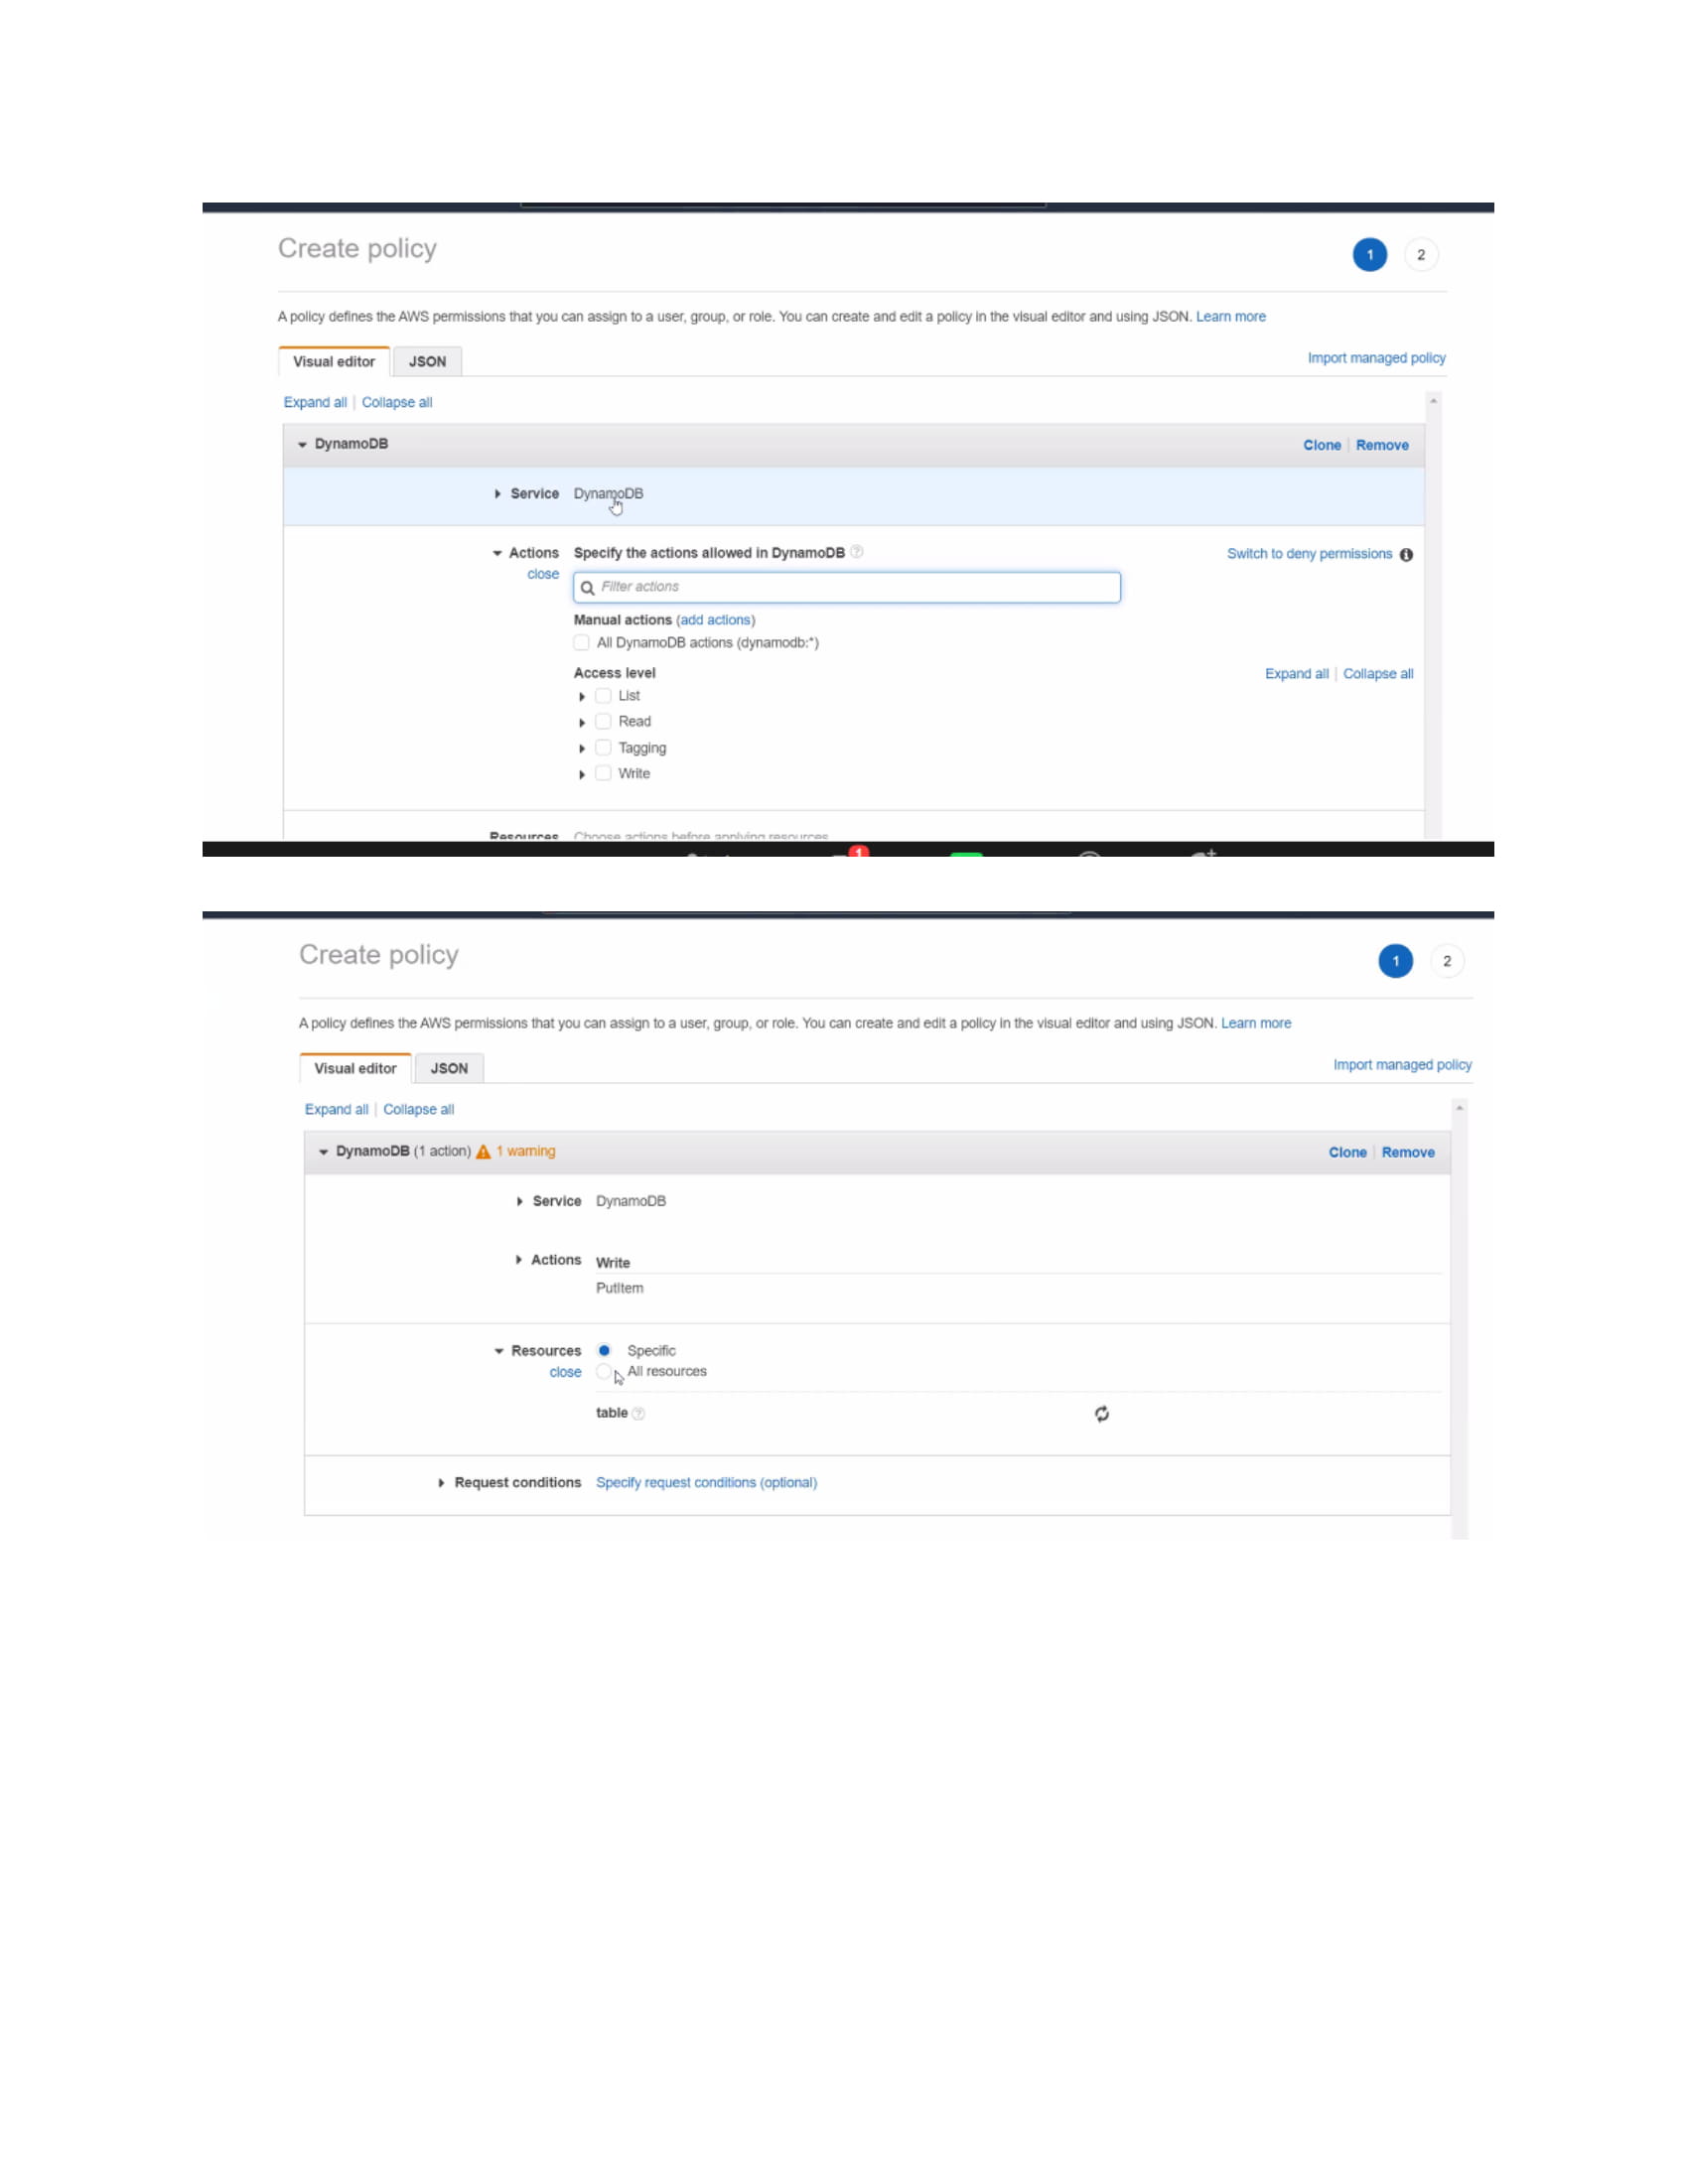 Create policy
1 2
A policy defines the AWS permissions that you can assign to a user, group, or role. You can create and edit a policy in the visual editor and using JSON. Learn more
Visual editor JSON Import managed policy
Expand all | Collapse all
DynamoDB Clone | Remove
Service DynamoDB
Actions Specify the actions allowed in DynamoDB Switch to deny permissions
close Filter actions
Manual actions (add actions)
All DynamoDB actions (dynamodb:*)
Access level Expand all | Collapse all
List
Read
Tagging
Write
Resources Choose actions before applying resources
1
Create policy
1 2
A policy defines the AWS permissions that you can assign to a user, group, or role. You can create and edit a policy in the visual editor and using JSON. Learn more
Visual editor JSON Import managed policy
Expand all | Collapse all
DynamoDB (1 action) 1 warning Clone | Remove
Service DynamoDB
Actions Write
PutItem
Resources Specific
close All resources
table
Request conditions Specify request conditions (optional)